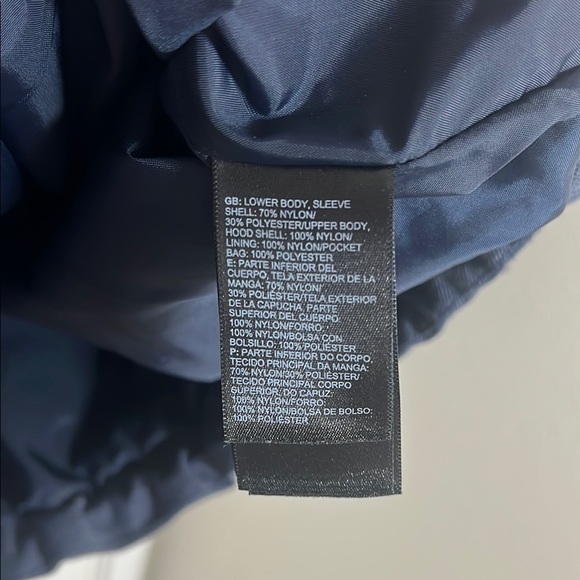 GB: LOWER BODY, SLEEVE
SHELL: 70% NYLON/
30% POLYESTER/UPPER BODY,
HOOD SHELL: 100% NYLON/
LINING: 100% NYLON/POCKET
BAG: 100% POLYESTER
E: PARTE INFERIOR DEL
CUERPO, TELA EXTERIOR DE LA
MANGA: 70% NYLON/
30% POLIÉSTER/TELA EXTERIOR
DE LA CAPUCHA, PARTE
SUPERIOR DEL CUERPO
100% NYLON/FORRO:
100% NYLON/BOLSA CON
BOLSILLO: 100% POLIÉSTER
P: PARTE INFERIOR DO CORPO,
TECIDO PRINCIPAL DA MANGA:
70% NYLON/30% POLIÉSTER/
TECIDO PRINCIPAL CORPO
SUPERIOR, DO CAPUZ:
100% NYLON/FORRO:
100% NYLON/BOLSA DE BOLSO:
100% POLIÉSTER